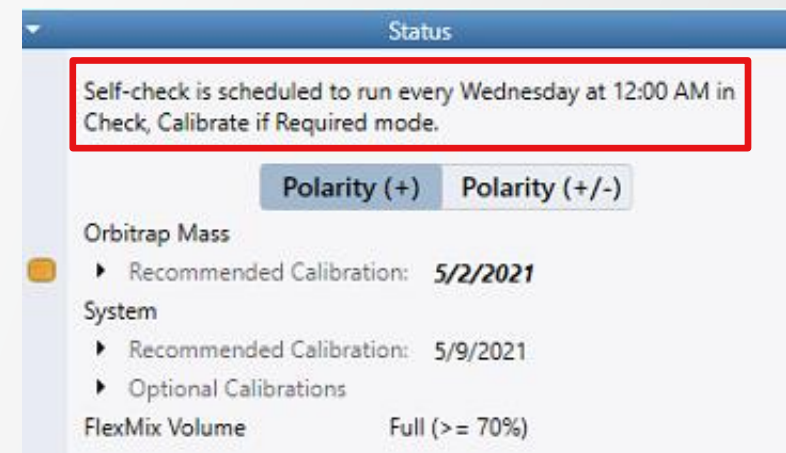 Status
Self-check is scheduled to run every Wednesday at 12:00 AM in
Check, Calibrate if Required mode.
Polarity (+) Polarity (+/-)
Orbitrap Mass
Recommended Calibration: 5/2/2021
System
Recommended Calibration: 5/9/2021
Optional Calibrations
FlexMix Volume Full (>= 70%)